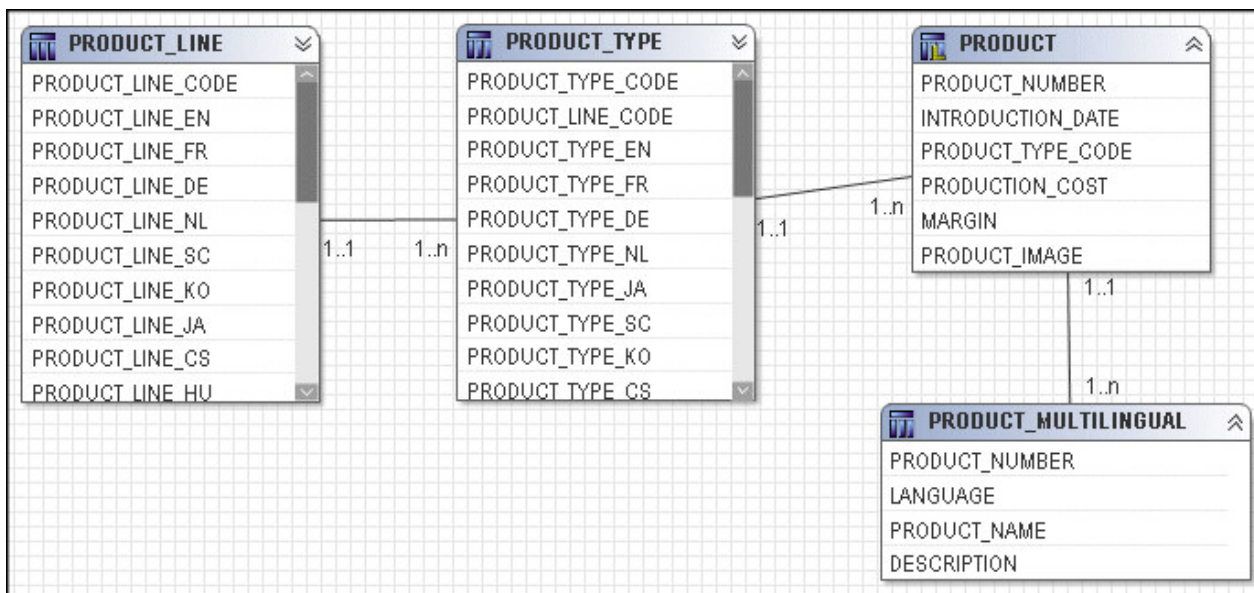 PRODUCT_LINE
PRODUCT_LINE_CODE
PRODUCT_LINE_EN
PRODUCT_LINE_FR
PRODUCT_LINE_DE
PRODUCT_LINE_NL
PRODUCT_LINE_SC
PRODUCT_LINE_KO
PRODUCT_LINE_JA
PRODUCT_LINE_CS
PRODUCT_LINE_HU
1..1
1..n
PRODUCT_TYPE
PRODUCT_TYPE_CODE
PRODUCT_LINE_CODE
PRODUCT_TYPE_EN
PRODUCT_TYPE_FR
PRODUCT_TYPE_DE
PRODUCT_TYPE_NL
PRODUCT_TYPE_JA
PRODUCT_TYPE_SC
PRODUCT_TYPE_KO
PRODUCT_TYPE_CS
1..1
1..n
PRODUCT
PRODUCT_NUMBER
INTRODUCTION_DATE
PRODUCT_TYPE_CODE
PRODUCTION_COST
MARGIN
PRODUCT_IMAGE
1..1
1..n
PRODUCT_MULTILINGUAL
PRODUCT_NUMBER
LANGUAGE
PRODUCT_NAME
DESCRIPTION